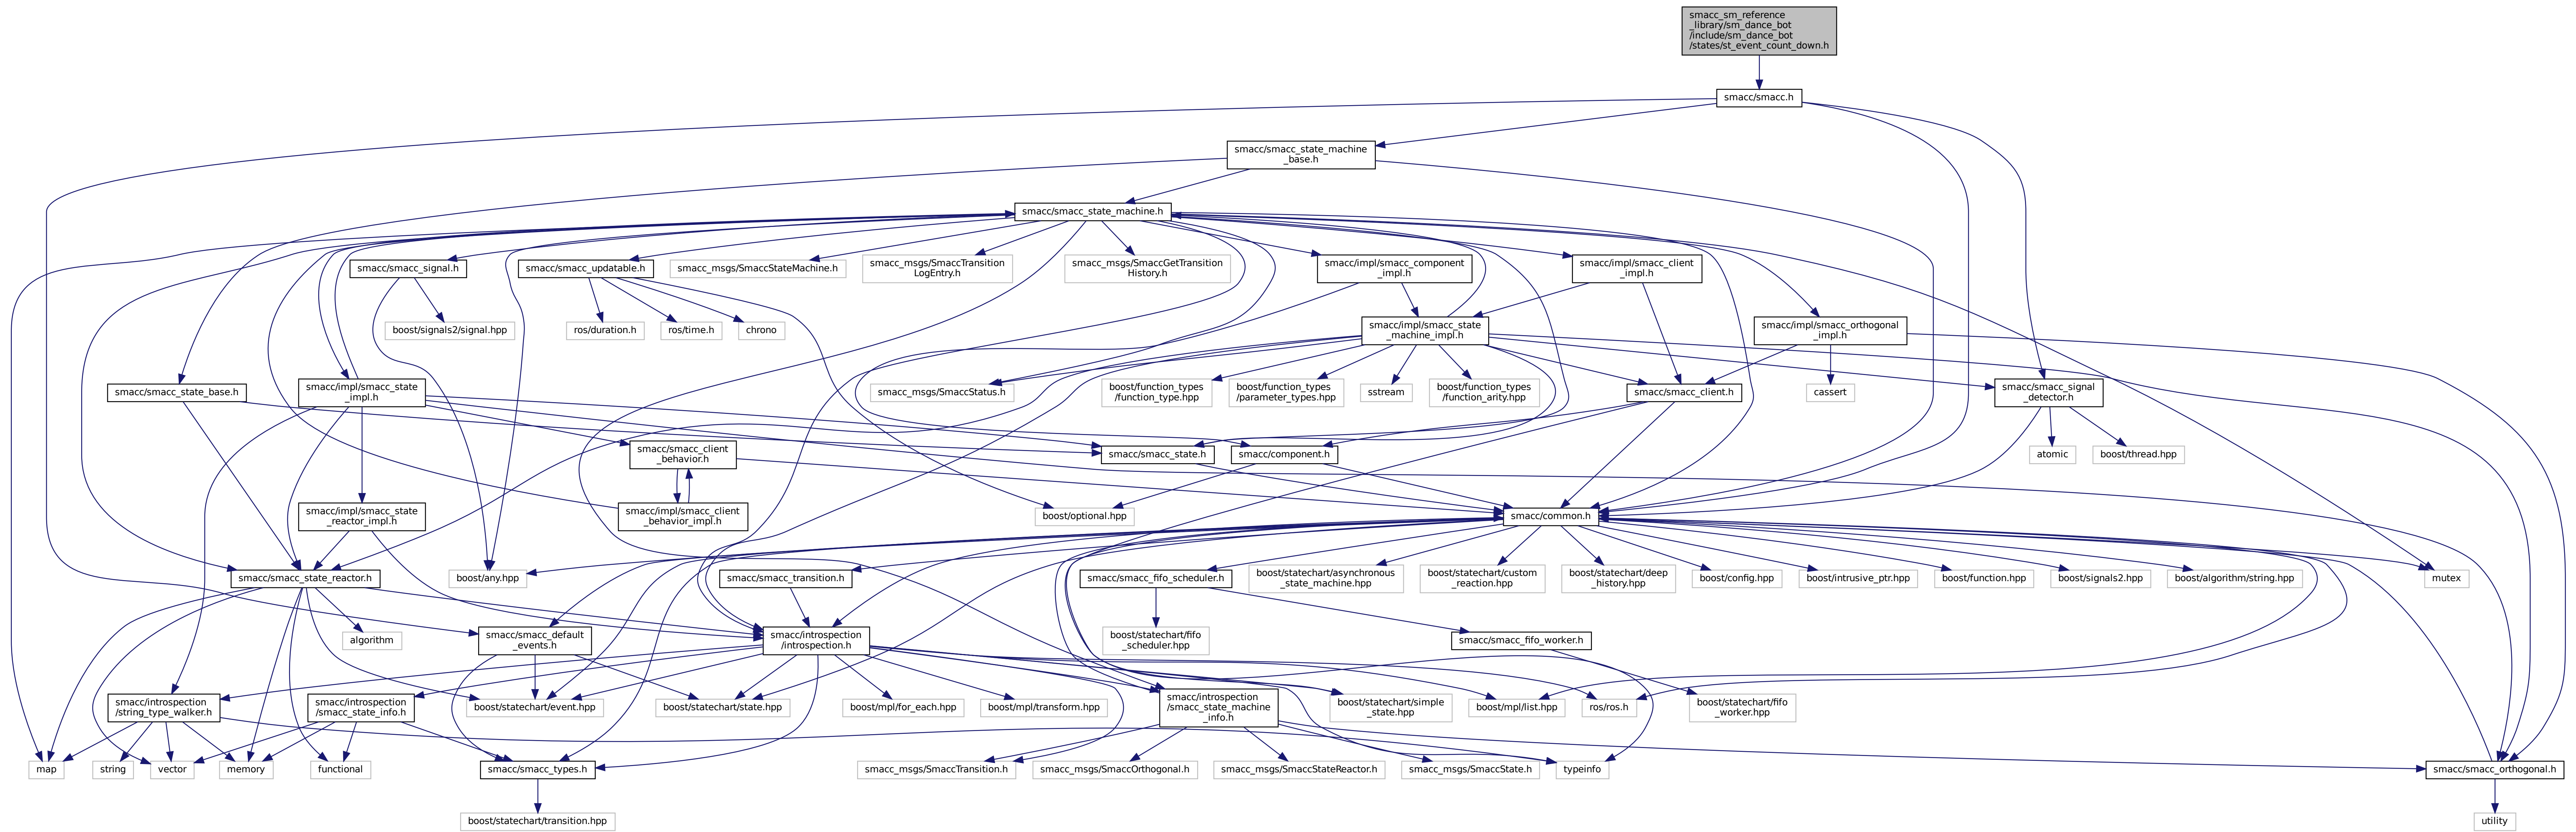 smacc_sm_reference
_library/sm_dance_bot
/include/sm_dance_bot
/states/st_event_count_down.h
smacc/smacc.h
smacc/smacc_state_machine
_base.h
smacc/smacc_state_machine.h
smacc/smacc_signal.h
smacc/smacc_updatable.h
smacc_msgs/SmaccStateMachine.h
smacc_msgs/SmaccTransition
LogEntry.h
smacc_msgs/SmaccGetTransition
History.h
smacc/impl/smacc_component
_impl.h
smacc/impl/smacc_client
_impl.h
boost/signals2/signal.hpp
ros/duration.h
ros/time.h
chrono
smacc/impl/smacc_state
_machine_impl.h
smacc/impl/smacc_orthogonal
_impl.h
smacc/smacc_state_base.h
smacc/impl/smacc_state
_impl.h
smacc_msgs/SmaccStatus.h
boost/function_types
/function_type.hpp
boost/function_types
/parameter_types.hpp
sstream
boost/function_types
/function_arity.hpp
smacc/smacc_client.h
cassert
smacc/smacc_signal
_detector.h
smacc/smacc_client
_behavior.h
smacc/smacc_state.h
smacc/component.h
atomic
boost/thread.hpp
smacc/impl/smacc_state
_reactor_impl.h
smacc/impl/smacc_client
_behavior_impl.h
boost/optional.hpp
smacc/common.h
smacc/smacc_state_reactor.h
boost/any.hpp
smacc/smacc_transition.h
smacc/smacc_fifo_scheduler.h
boost/statechart/asynchronous
_state_machine.hpp
boost/statechart/custom
_reaction.hpp
boost/statechart/deep
_history.hpp
boost/config.hpp
boost/intrusive_ptr.hpp
boost/function.hpp
boost/signals2.hpp
boost/algorithm/string.hpp
mutex
algorithm
smacc/smacc_default
_events.h
smacc/introspection
/introspection.h
boost/statechart/fifo
_scheduler.hpp
smacc/smacc_fifo_worker.h
smacc/introspection
/string_type_walker.h
smacc/introspection
/smacc_state_info.h
boost/statechart/event.hpp
boost/statechart/state.hpp
boost/mpl/for_each.hpp
boost/mpl/transform.hpp
smacc/introspection
/smacc_state_machine
_info.h
boost/statechart/simple
_state.hpp
boost/mpl/list.hpp
ros/ros.h
boost/statechart/fifo
_worker.hpp
map
string
vector
memory
functional
smacc/smacc_types.h
smacc_msgs/SmaccTransition.h
smacc_msgs/SmaccOrthogonal.h
smacc_msgs/SmaccStateReactor.h
smacc_msgs/SmaccState.h
typeinfo
smacc/smacc_orthogonal.h
boost/statechart/transition.hpp
utility